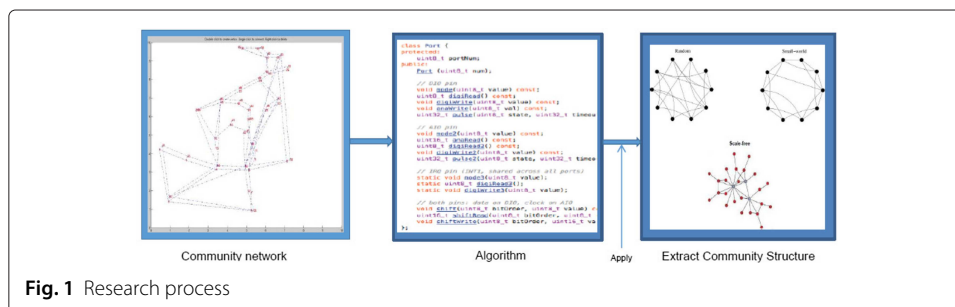 class Port {
protected:
uint8_t portNum;
public:
Port (uint8_t num);
// DIO pin
void mode(uint8_t value) const;
uint8_t digiRead() const;
void digiWrite(uint8_t value) const;
void anaWrite(uint8_t val) const;
uint32_t pulse(uint8_t state, uint32_t timeou
// AIO pin
void mode2(uint8_t value) const;
uint16_t anaRead() const;
uint8_t digiRead2() const;
void digiWrite2(uint8_t value) const;
uint32_t pulse2(uint8_t state, uint32_t timeo
// IRQ pin (INT1, shared across all ports)
static void mode3(uint8_t value);
static uint8_t digiRead3();
static void digiWrite3(uint8_t value);
// both pins: data on DIO, clock on AIO
void shift(uint8_t bitOrder, uint8_t value) c
uint16_t shiftRead(uint8_t bitOrder, uint8_t
void shiftWrite(uint8_t bitOrder, uint16_t va
};
Random
Small-world
Scale-free
Community network
Algorithm
Apply
Extract Community Structure
Fig. 1 Research process